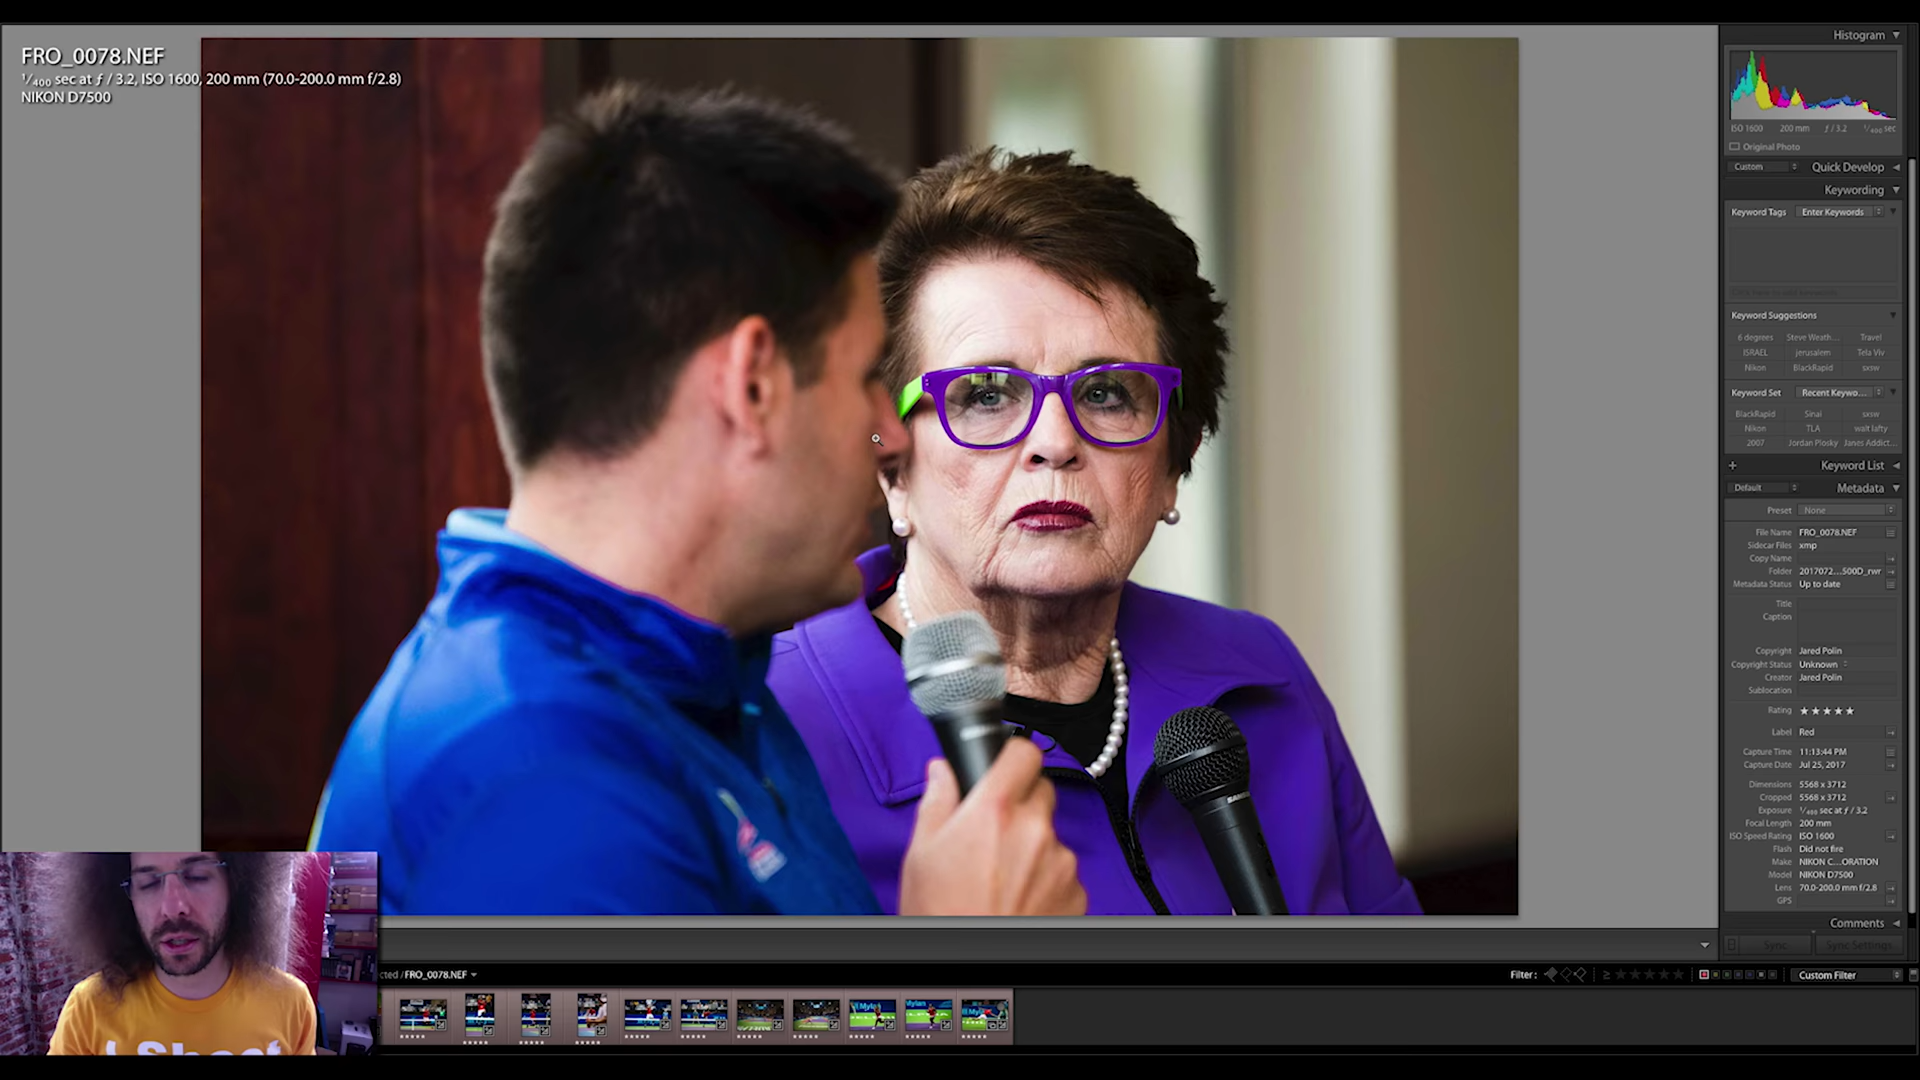 FRO_0078.NEF
1/400 sec at ƒ / 3.2, ISO 1600, 200 mm (70.0-200.0 mm f/2.8)
NIKON D7500
Histogram
ISO 1600 200 mm ƒ / 3.2 1/400 sec
Original Photo
Custom Quick Develop
Keywording
Keyword Tags Enter Keywords
Keyword Suggestions
6 degrees Steve Weath... Travel
ISRAEL jerusalem Tela Viv
Nikon BlackRapid sxsw
Keyword Set Recent Keywo...
BlackRapid Sinai sxsw
Nikon TLA walt lafty
2007 Jordan Plosky Janes Addict...
+ Keyword List
Default Metadata
Preset None
File Name FRO_0078.NEF
Sidecar Files xmp
Copy Name
Folder 2017072...500D_rwr
Metadata Status Up to date
Title
Caption
Copyright Jared Polin
Copyright Status Unknown
Creator Jared Polin
Sublocation
Rating ★★★★★
Label Red
Capture Time 11:13:44 PM
Capture Date Jul 25, 2017
Dimensions 5568 x 3712
Cropped 5568 x 3712
Exposure 1/400 sec at ƒ / 3.2
Focal Length 200 mm
ISO Speed Rating ISO 1600
Flash Did not fire
Make NIKON C...ORATION
Model NIKON D7500
Lens 70.0-200.0 mm f/2.8
GPS
Comments
Sync Sync Settings
cted / FRO_0078.NEF
Filter: ≥ ★★★★★ Custom Filter
I Shoot